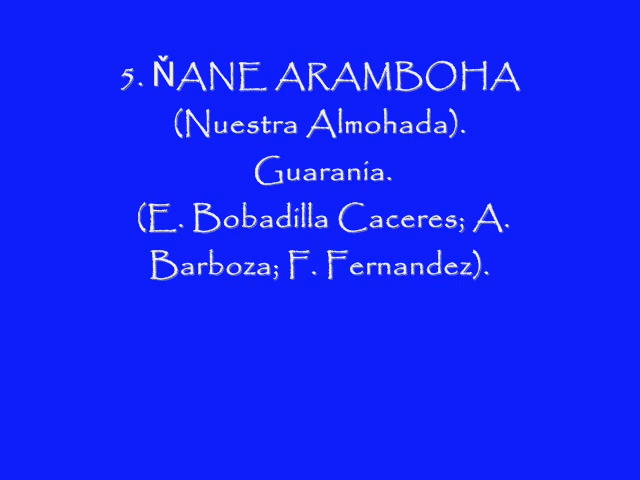 5. ŇANE ARAMBOHA
(Nuestra Almohada).
Guarania.
(E. Bobadilla Caceres; A.
Barboza; F. Fernandez).